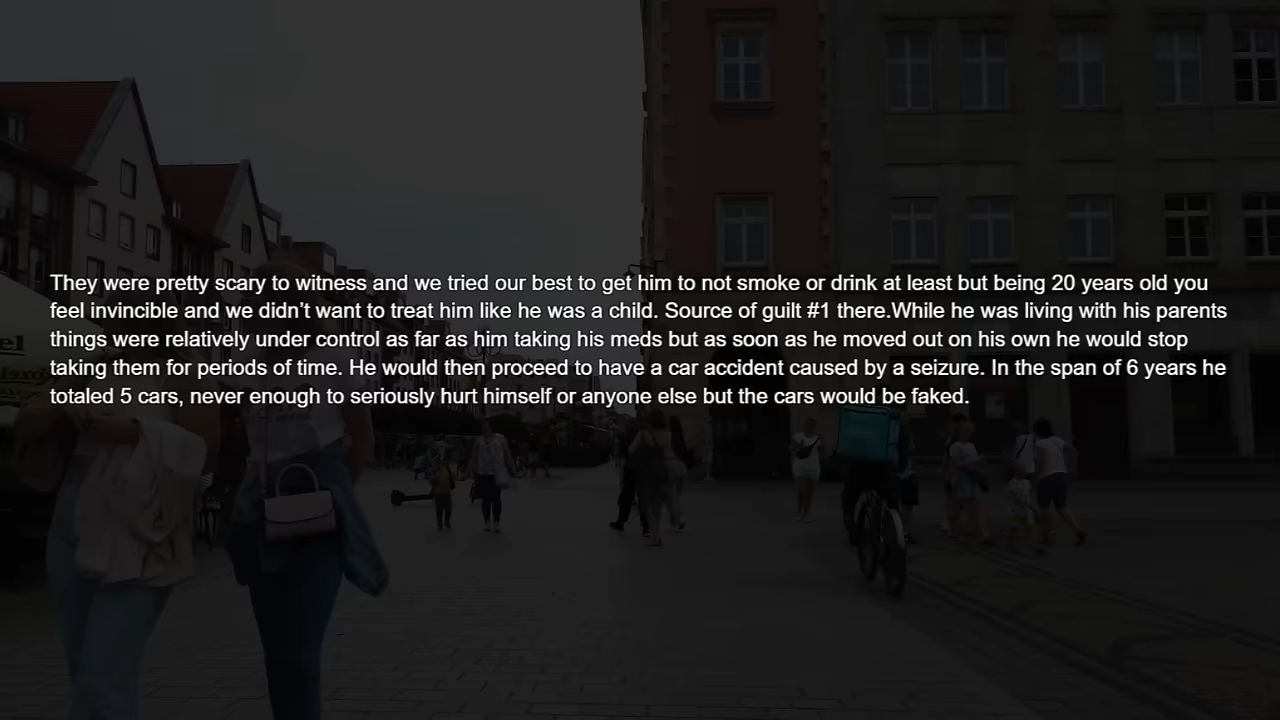 They were pretty scary to witness and we tried our best to get him to not smoke or drink at least but being 20 years old you
feel invincible and we didn’t want to treat him like he was a child. Source of guilt #1 there.While he was living with his parents
things were relatively under control as far as him taking his meds but as soon as he moved out on his own he would stop
taking them for periods of time. He would then proceed to have a car accident caused by a seizure. In the span of 6 years he
totaled 5 cars, never enough to seriously hurt himself or anyone else but the cars would be faked.